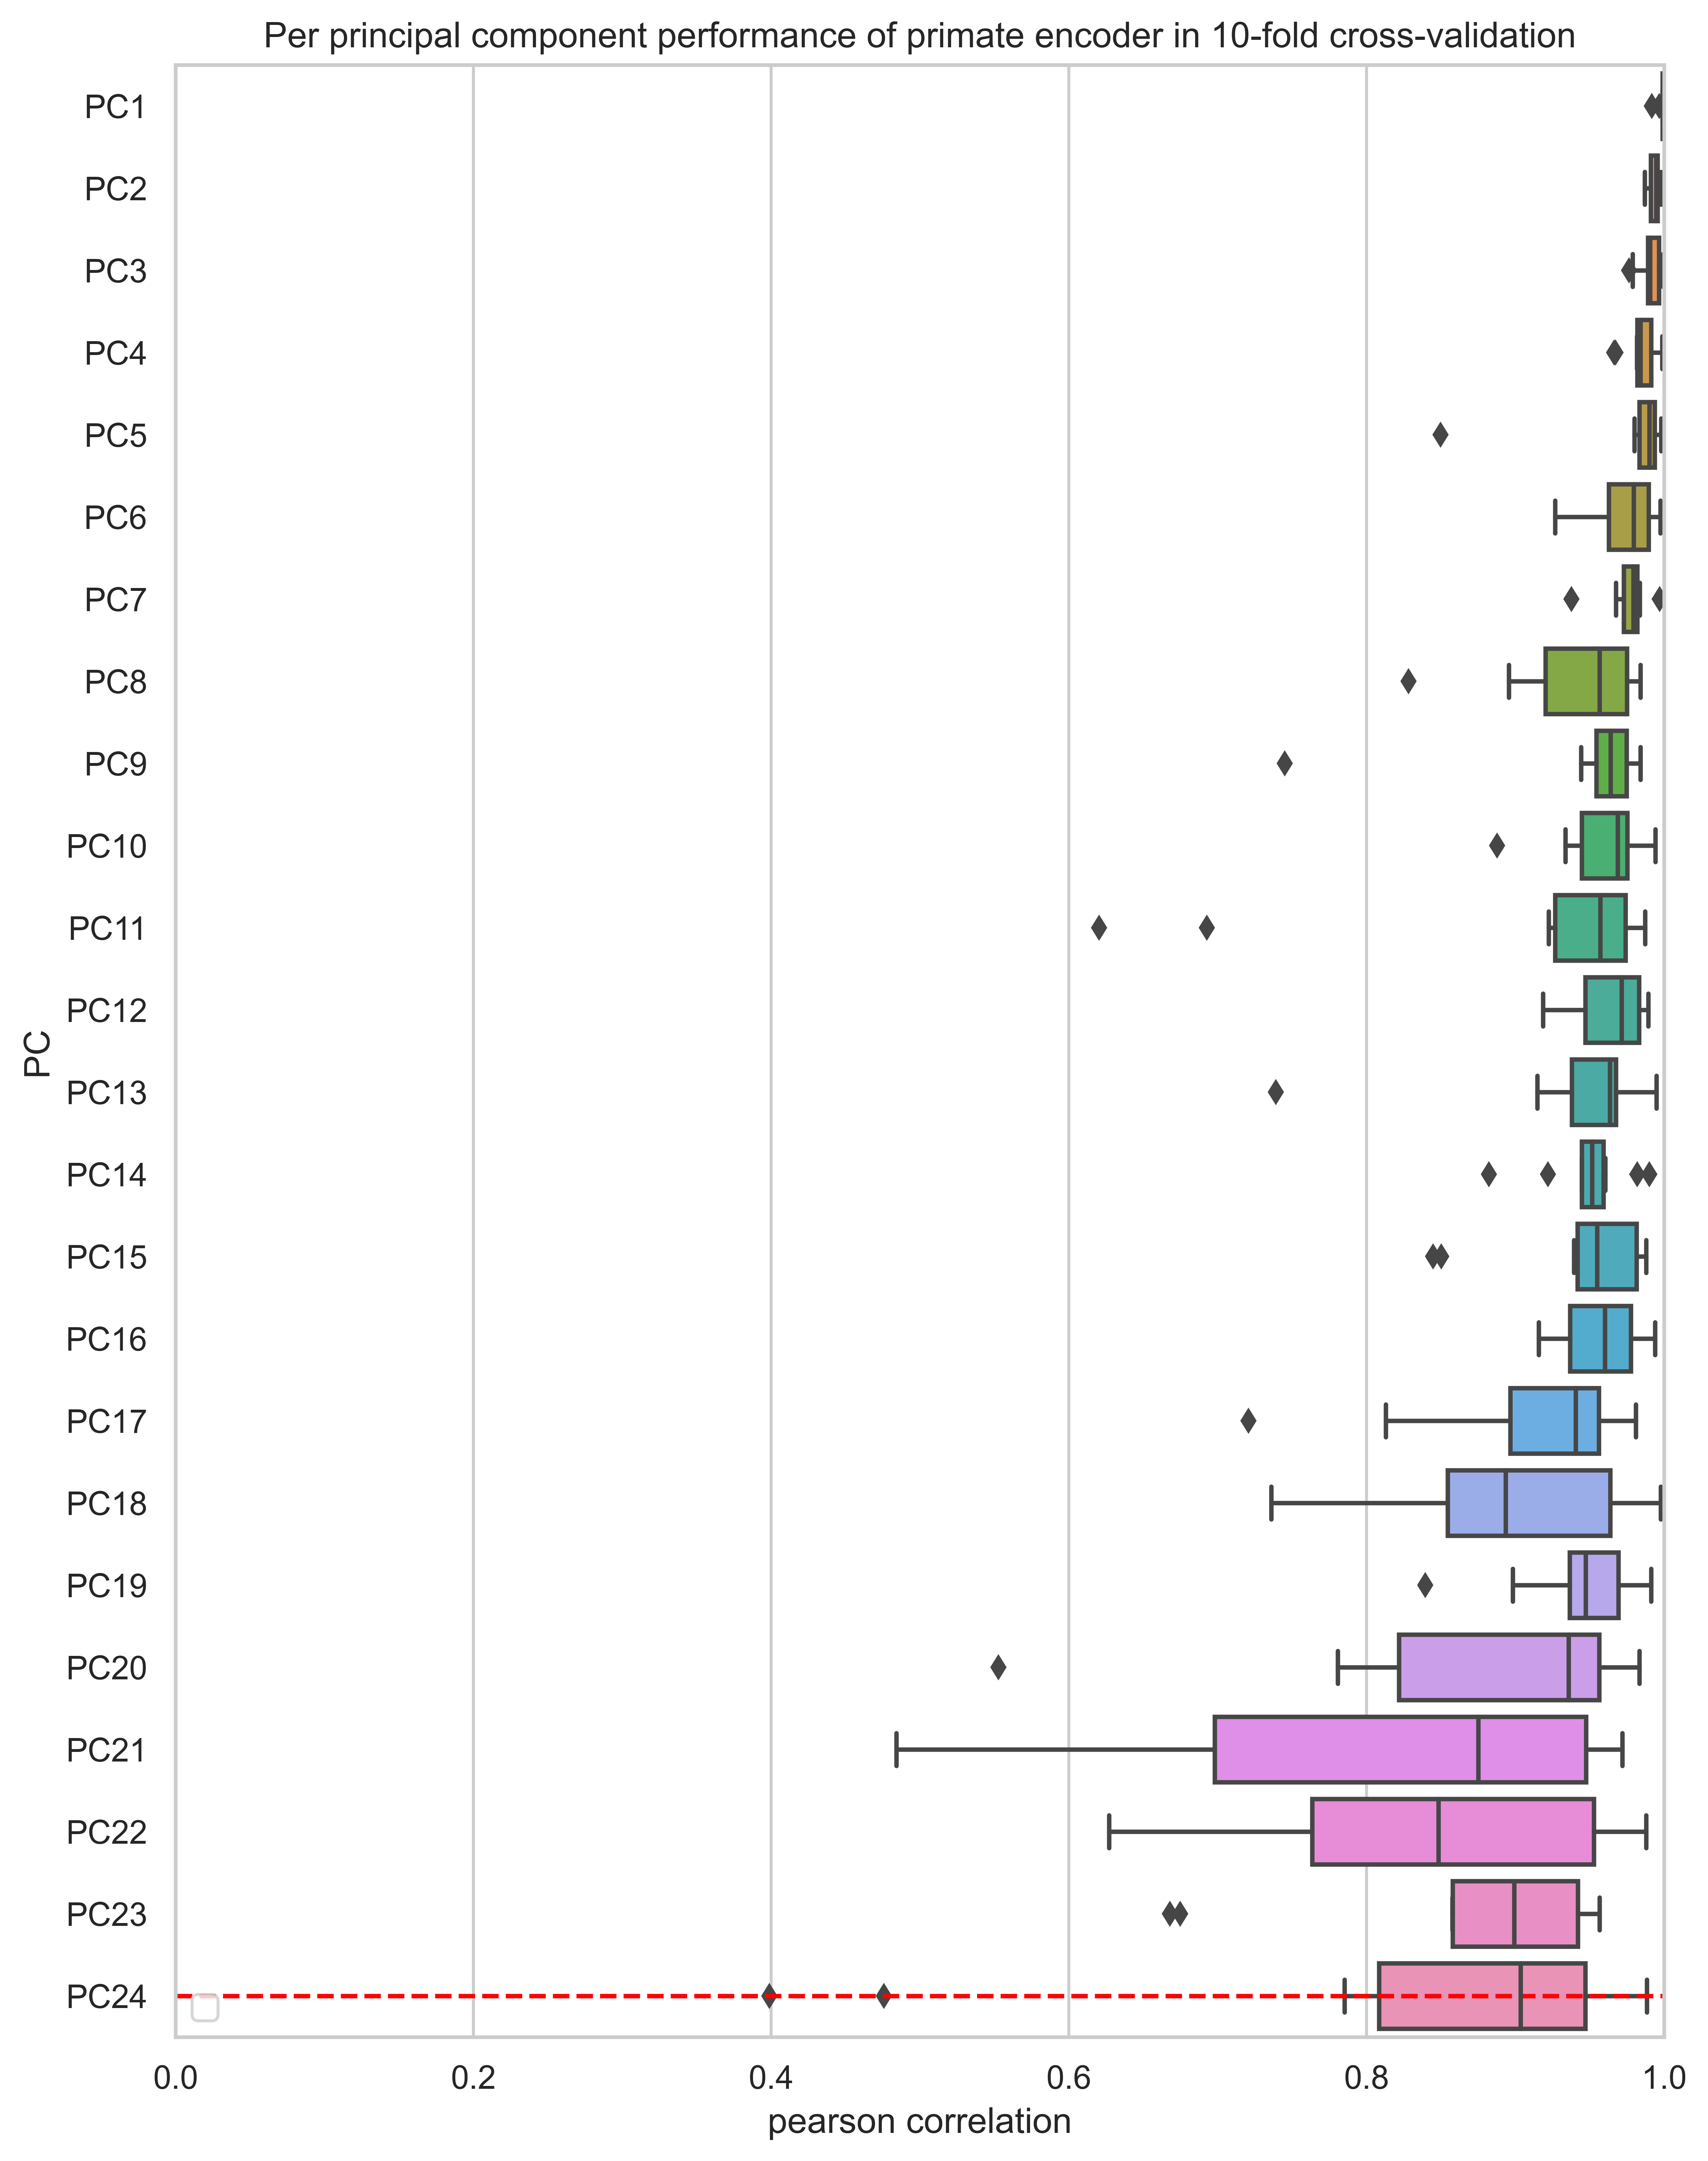 Per principal component performance of primate encoder in 10-fold cross-validation
PC1
PC2
PC3
PC4
PC5
PC6
PC7
PC8
PC9
PC10
PC11
PC12
PC13
PC14
PC15
PC16
PC17
PC18
PC19
PC20
PC21
PC22
PC23
PC24
PC
0.0 0.2 0.4 0.6 0.8 1.0
pearson correlation